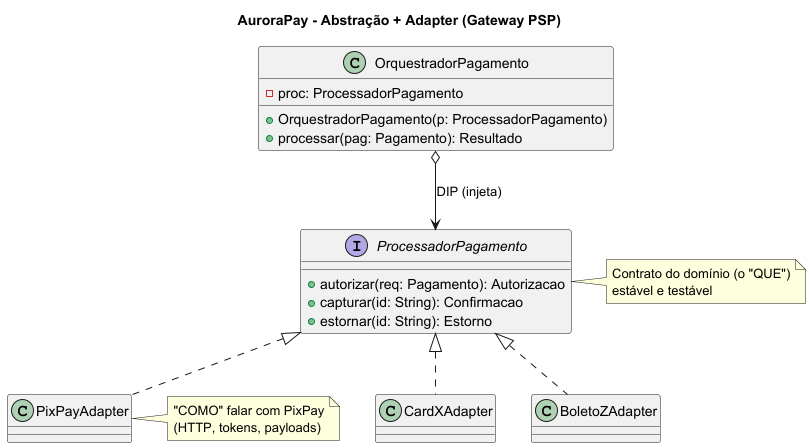 AuroraPay - Abstração + Adapter (Gateway PSP)
C OrquestradorPagamento
proc: ProcessadorPagamento
OrquestradorPagamento(p: ProcessadorPagamento)
processar(pag: Pagamento): Resultado
DIP (injeta)
I ProcessadorPagamento
autorizar(req: Pagamento): Autorizacao
capturar(id: String): Confirmacao
estornar(id: String): Estorno
Contrato do domínio (o "QUE")
estável e testável
C PixPayAdapter
"COMO" falar com PixPay
(HTTP, tokens, payloads)
C CardXAdapter
C BoletoZAdapter